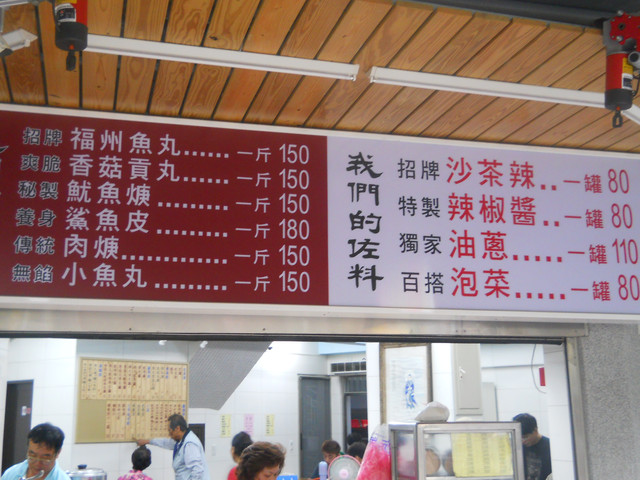 招牌 福州魚丸...... 一斤 150
爽脆 香菇貢丸...... 一斤 150
秘製 魷魚焿......... 一斤 150
養身 鯊魚皮......... 一斤 180
傳統 肉焿............ 一斤 150
無餡 小魚丸......... 一斤 150
我們的佐料
招牌 沙茶辣.. 一罐 80
特製 辣椒醬.. 一罐 80
獨家 油蔥...... 一罐 110
百搭 泡菜...... 一罐 80